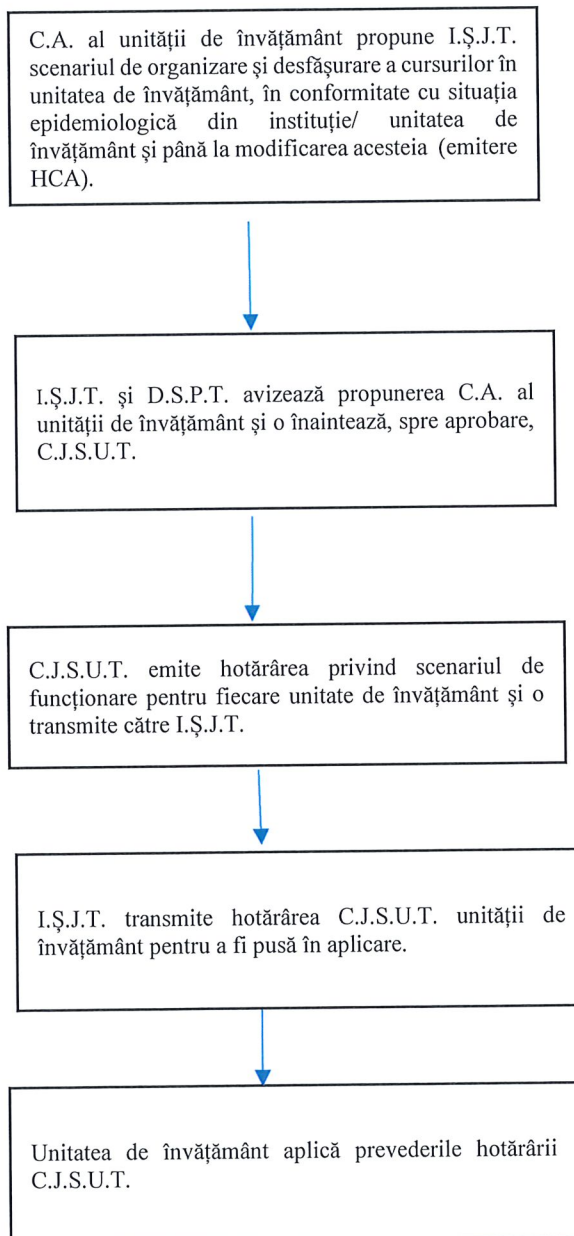 C.A. al unității de învățământ propune I.Ș.J.T.
scenariul de organizare și desfășurare a cursurilor în
unitatea de învățământ, în conformitate cu situația
epidemiologică din instituție/ unitatea de
învățământ și până la modificarea acesteia (emitere
HCA).
I.Ș.J.T. și D.S.P.T. avizează propunerea C.A. al
unității de învățământ și o înaintează, spre aprobare,
C.J.S.U.T.
C.J.S.U.T. emite hotărârea privind scenariul de
funcționare pentru fiecare unitate de învățământ și o
transmite către I.Ș.J.T.
I.Ș.J.T. transmite hotărârea C.J.S.U.T. unității de
învățământ pentru a fi pusă în aplicare.
Unitatea de învățământ aplică prevederile hotărârii
C.J.S.U.T.